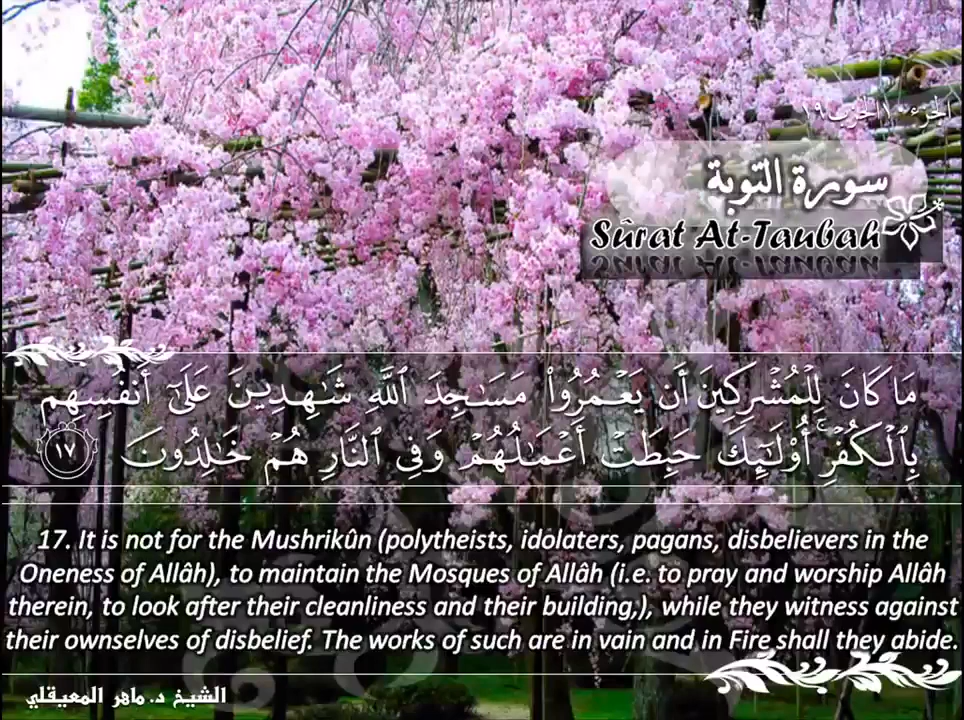 الجزء ١٠ الحزب ١٩
سورة التوبة
Sûrat At-Taubah
مَا كَانَ لِلْمُشْرِكِينَ أَن يَعْمُرُوا۟ مَسَـٰجِدَ ٱللَّهِ شَـٰهِدِينَ عَلَىٰٓ أَنفُسِهِم
بِٱلْكُفْرِ ۚ أُو۟لَـٰٓئِكَ حَبِطَتْ أَعْمَـٰلُهُمْ وَفِى ٱلنَّارِ هُمْ خَـٰلِدُونَ ١٧
17. It is not for the Mushrikûn (polytheists, idolaters, pagans, disbelievers in the
Oneness of Allâh), to maintain the Mosques of Allâh (i.e. to pray and worship Allâh
therein, to look after their cleanliness and their building,), while they witness against
their ownselves of disbelief. The works of such are in vain and in Fire shall they abide.
الشيخ د. ماهر المعيقلي